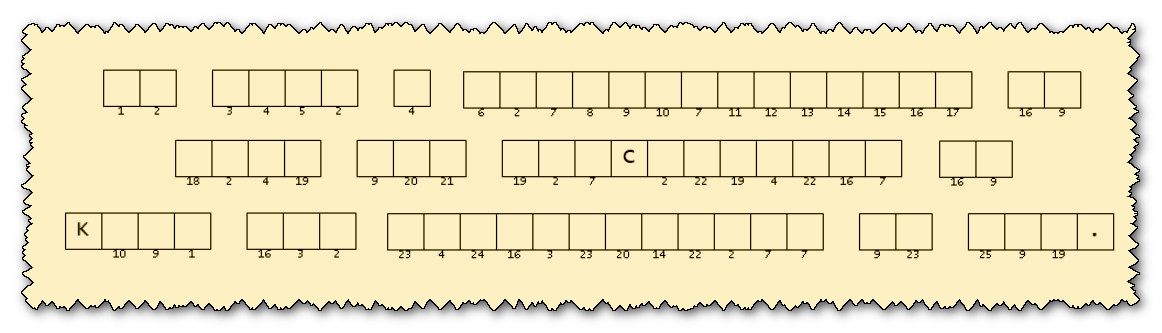 1 2 3 4 5 2 4 6 2 7 8 9 10 7 11 12 13 14 15 16 17 16 9
C
18 2 4 19 9 20 21 19 2 7 2 22 19 4 22 16 7 16 9
K .
10 9 1 16 3 2 23 4 24 16 3 23 20 14 22 2 7 7 9 23 25 9 19